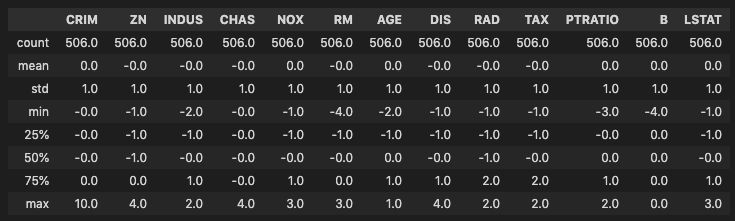 CRIM ZN INDUS CHAS NOX RM AGE DIS RAD TAX PTRATIO B LSTAT
count 506.0 506.0 506.0 506.0 506.0 506.0 506.0 506.0 506.0 506.0 506.0 506.0 506.0
mean 0.0 -0.0 -0.0 -0.0 0.0 -0.0 -0.0 0.0 -0.0 -0.0 0.0 0.0 0.0
std 1.0 1.0 1.0 1.0 1.0 1.0 1.0 1.0 1.0 1.0 1.0 1.0 1.0
min -0.0 -1.0 -2.0 -0.0 -1.0 -4.0 -2.0 -1.0 -1.0 -1.0 -3.0 -4.0 -1.0
25% -0.0 -1.0 -1.0 -0.0 -1.0 -1.0 -1.0 -1.0 -1.0 -1.0 -0.0 0.0 -1.0
50% -0.0 -1.0 -0.0 -0.0 -0.0 -0.0 0.0 -0.0 -1.0 -0.0 0.0 0.0 -0.0
75% 0.0 0.0 1.0 -0.0 1.0 0.0 1.0 1.0 2.0 2.0 1.0 0.0 1.0
max 10.0 4.0 2.0 4.0 3.0 3.0 1.0 4.0 2.0 2.0 2.0 0.0 3.0